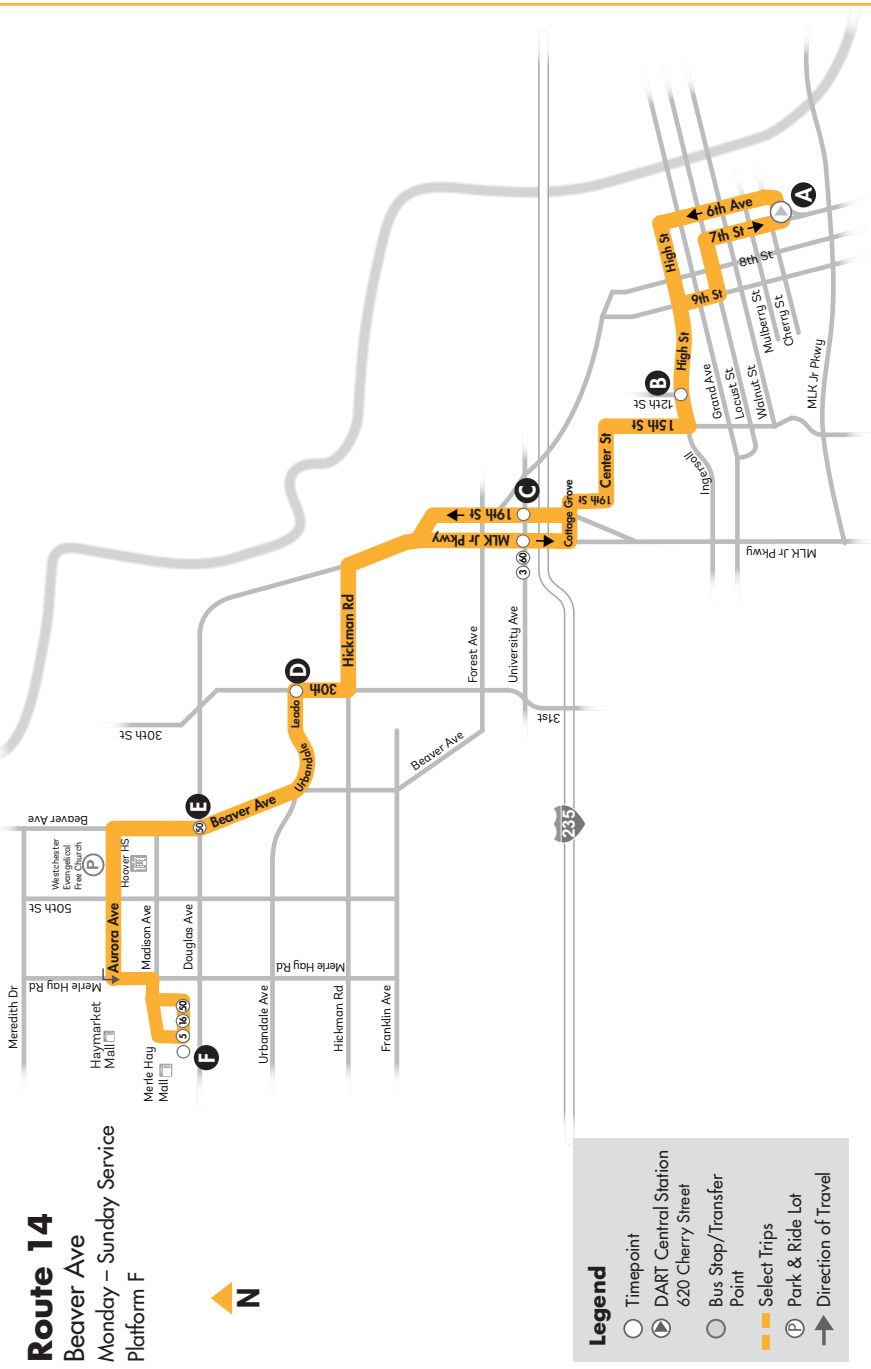 Route 14
Beaver Ave
Monday – Sunday Service
Platform F
N
Legend
Timepoint
DART Central Station
620 Cherry Street
Bus Stop/Transfer
Point
Select Trips
P
Park & Ride Lot
Direction of Travel
Meredith Dr
Haymarket
Mall
Merle Hay
Mall
F
5
16
50
Merle Hay Rd
Aurora Ave
Madison Ave
Douglas Ave
Urbandale Ave
Hickman Rd
Franklin Ave
Merle Hay Rd
50th St
Westchester
Evangelical
Free Church
P
Hoover HS
Beaver Ave
50
E
Beaver Ave
Urbandale
Leado
D
30th
30th St
Beaver Ave
31st
Hickman Rd
Forest Ave
University Ave
235
3
60
MLK Jr Pkwy
19th St
C
Cottage Grove
19th St
Center St
15th St
MLK Jr Pkwy
Ingersoll
12th St
B
High St
Grand Ave
Locust St
Walnut St
Mulberry St
Cherry St
MLK Jr Pkwy
High St
9th St
8th St
7th St
6th Ave
A